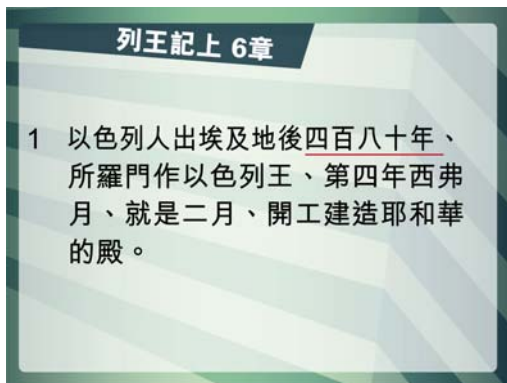 列王記上 6章
1 以色列人出埃及地後四百八十年、
所羅門作以色列王、第四年西弗
月、就是二月、開工建造耶和華
的殿。